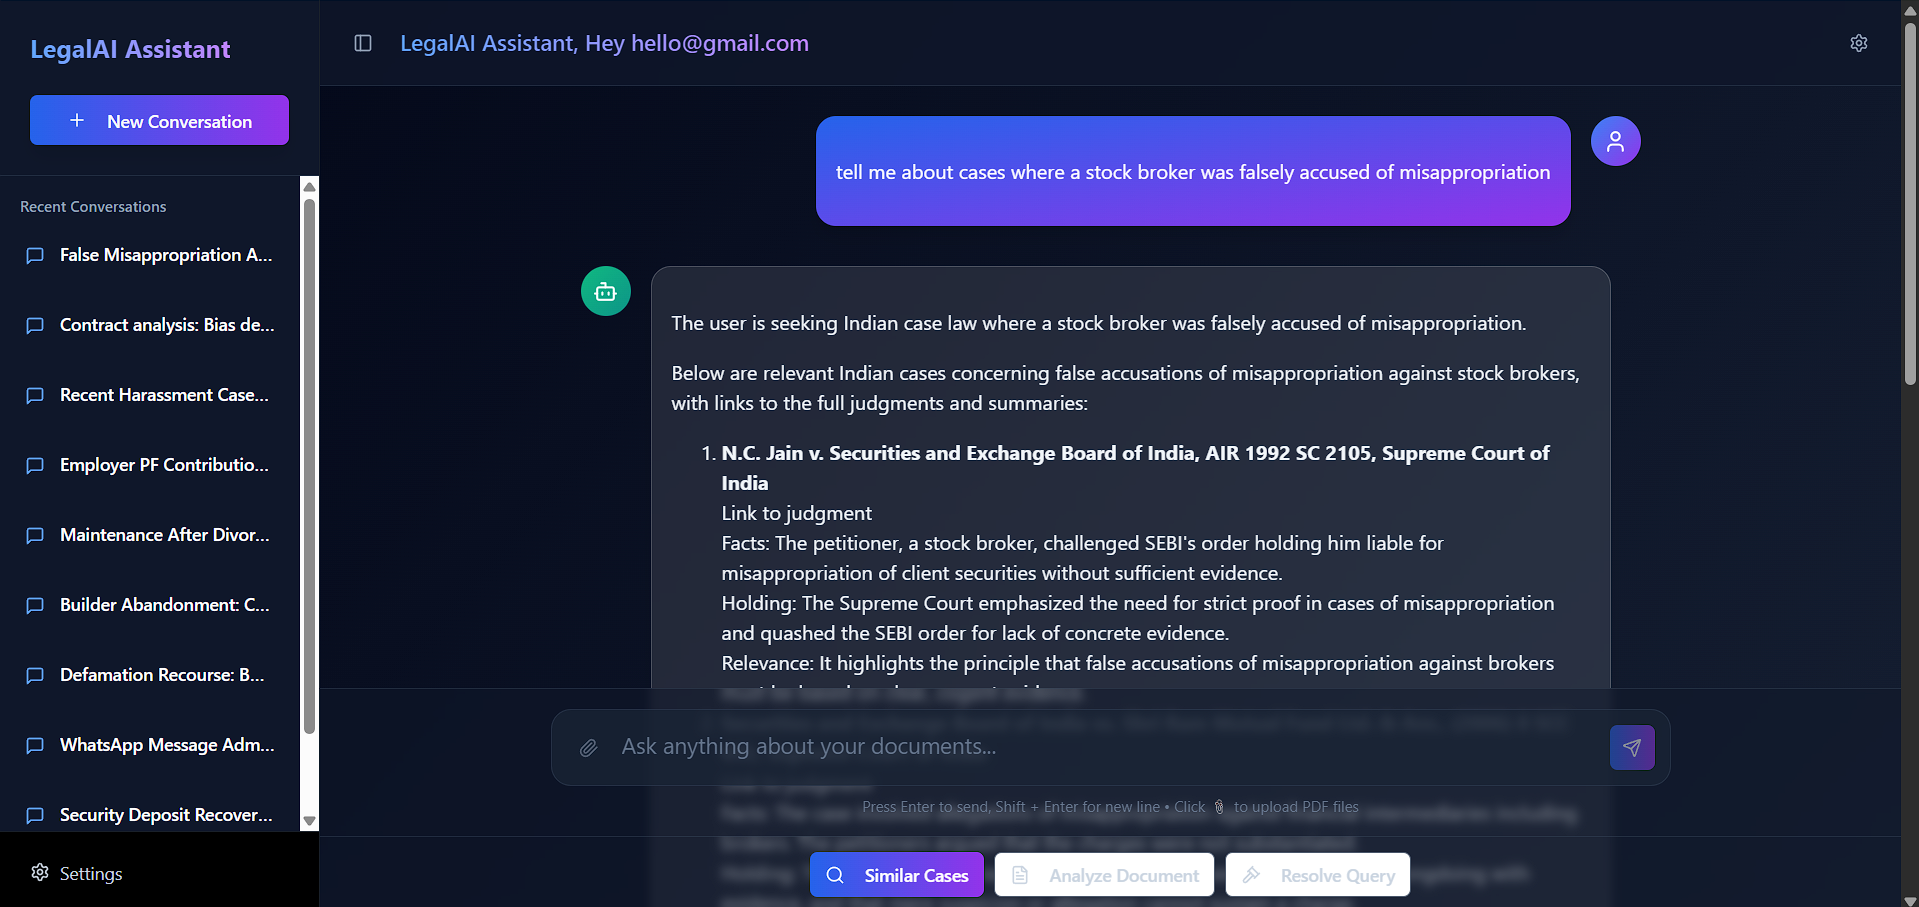 LegalAI Assistant
New Conversation
Recent Conversations
False Misappropriation A...
Contract analysis: Bias de...
Recent Harassment Case...
Employer PF Contributio...
Maintenance After Divor...
Builder Abandonment: C...
Defamation Recourse: B...
WhatsApp Message Adm...
Security Deposit Recover...
Settings
LegalAI Assistant, Hey hello@gmail.com
tell me about cases where a stock broker was falsely accused of misappropriation
The user is seeking Indian case law where a stock broker was falsely accused of misappropriation.
Below are relevant Indian cases concerning false accusations of misappropriation against stock brokers,
with links to the full judgments and summaries:
1. N.C. Jain v. Securities and Exchange Board of India, AIR 1992 SC 2105, Supreme Court of
India
Link to judgment
Facts: The petitioner, a stock broker, challenged SEBI's order holding him liable for
misappropriation of client securities without sufficient evidence.
Holding: The Supreme Court emphasized the need for strict proof in cases of misappropriation
and quashed the SEBI order for lack of concrete evidence.
Relevance: It highlights the principle that false accusations of misappropriation against brokers
Ask anything about your documents...
Press Enter to send, Shift + Enter for new line • Click 📎 to upload PDF files
Similar Cases
Analyze Document
Resolve Query